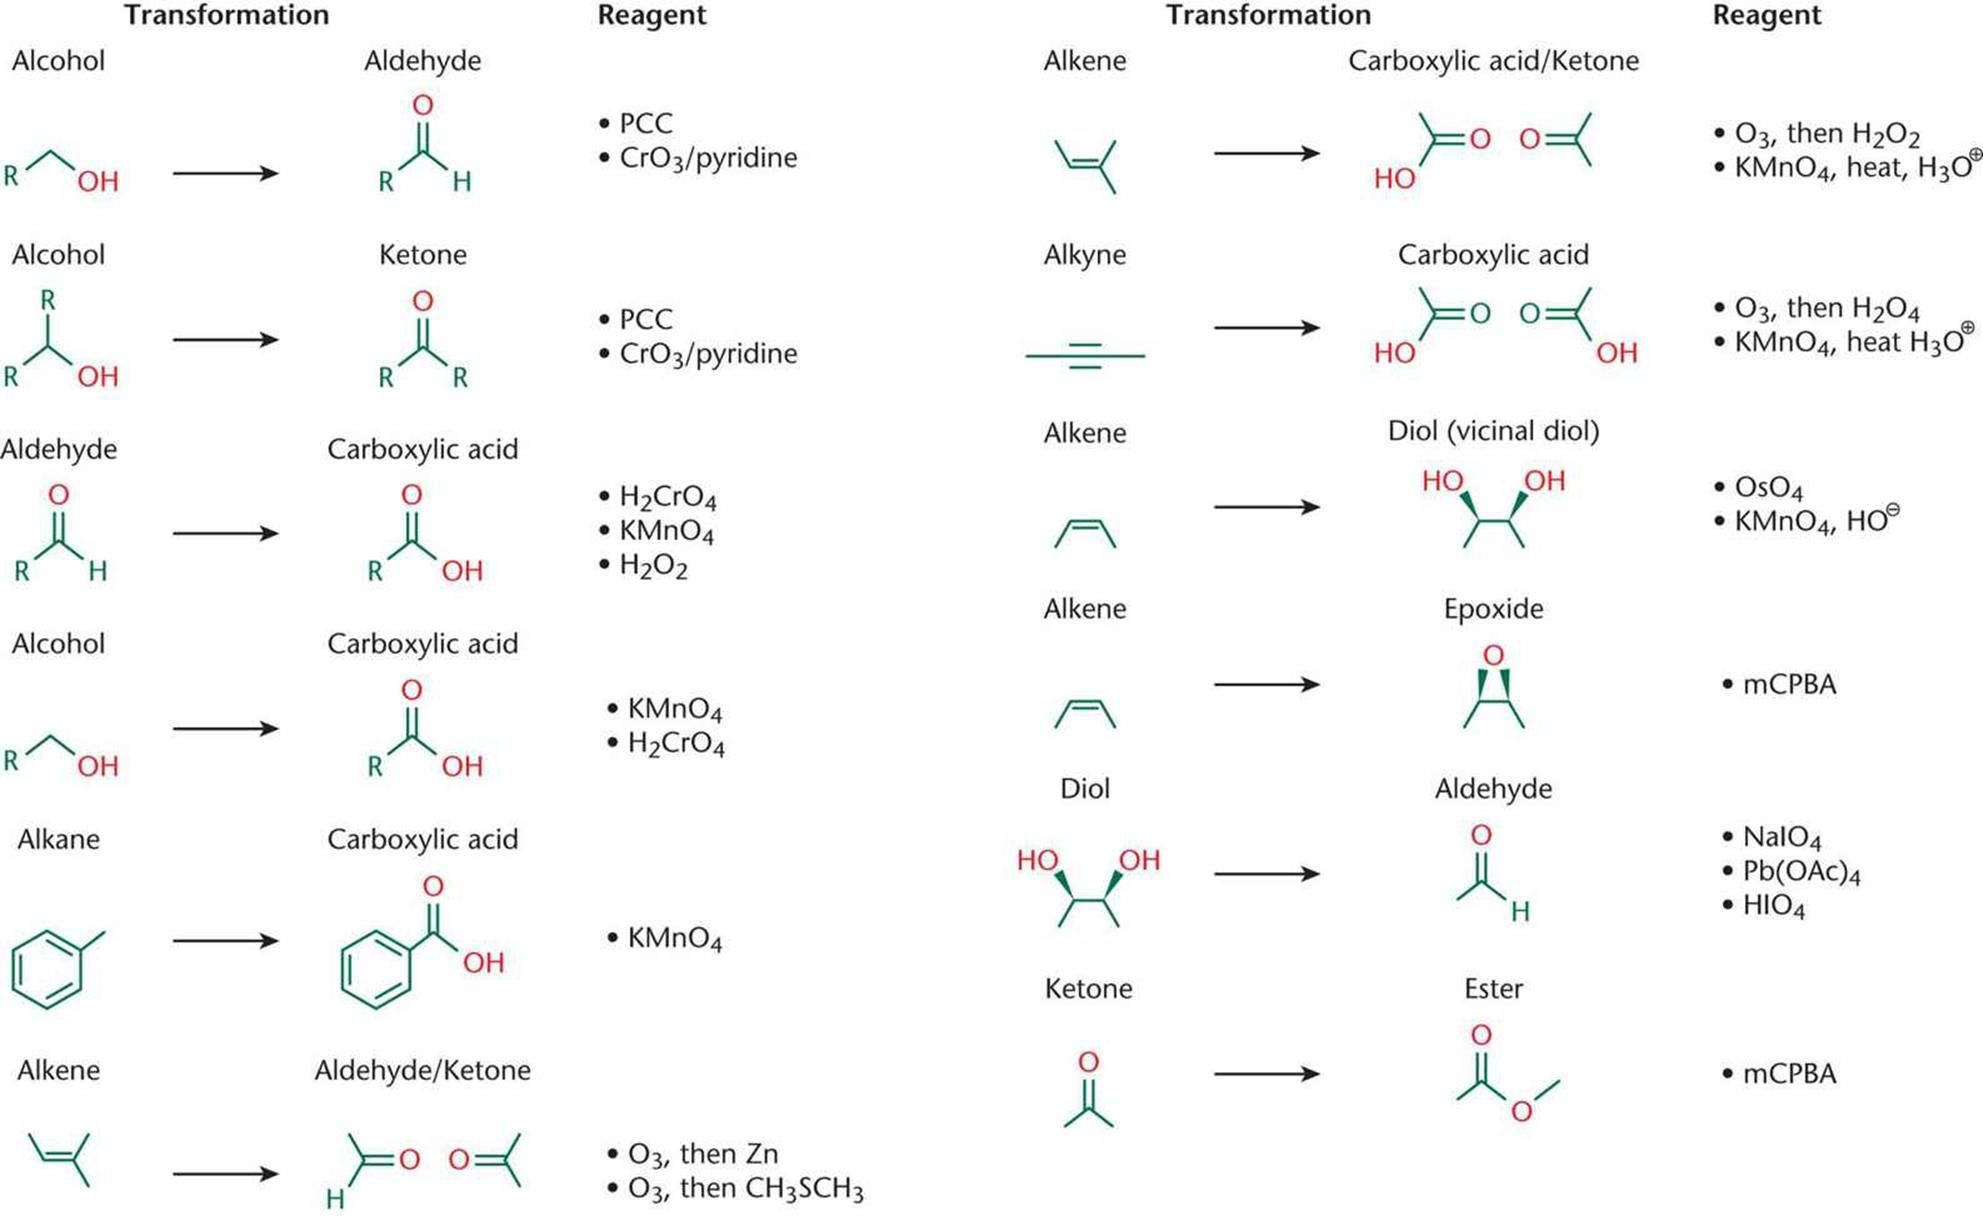 Transformation Reagent
Alcohol Aldehyde
R OH
O R H
• PCC
• CrO3/pyridine
Alcohol Ketone
R R OH
O R R
• PCC
• CrO3/pyridine
Aldehyde Carboxylic acid
O R H
O R OH
• H2CrO4
• KMnO4
• H2O2
Alcohol Carboxylic acid
R OH
O R OH
• KMnO4
• H2CrO4
Alkane Carboxylic acid
O OH
• KMnO4
Alkene Aldehyde/Ketone
O O H
• O3, then Zn
• O3, then CH3SCH3
Transformation Reagent
Alkene Carboxylic acid/Ketone
O O HO
• O3, then H2O2
• KMnO4, heat, H3O⊕
Alkyne Carboxylic acid
O O HO OH
• O3, then H2O4
• KMnO4, heat H3O⊕
Alkene Diol (vicinal diol)
HO OH
• OsO4
• KMnO4, HO⊖
Alkene Epoxide
O
• mCPBA
Diol Aldehyde
HO OH
O H
• NaIO4
• Pb(OAc)4
• HIO4
Ketone Ester
O
O O
• mCPBA